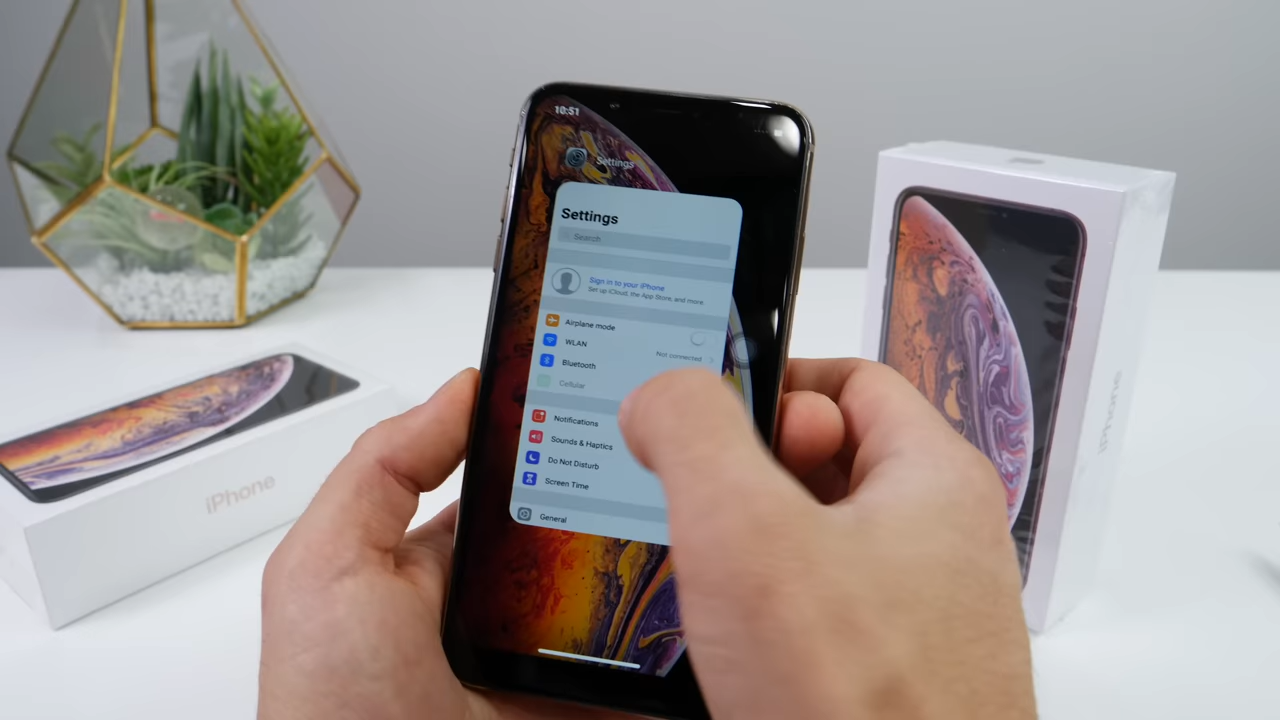 10:51
Settings
Settings
Search
Sign in to your iPhone
Set up iCloud, the App Store, and more
Airplane mode
WLAN
Not connected
Bluetooth
Cellular
Notifications
Sounds & Haptics
Do Not Disturb
Screen Time
General
iPhone
iPhone